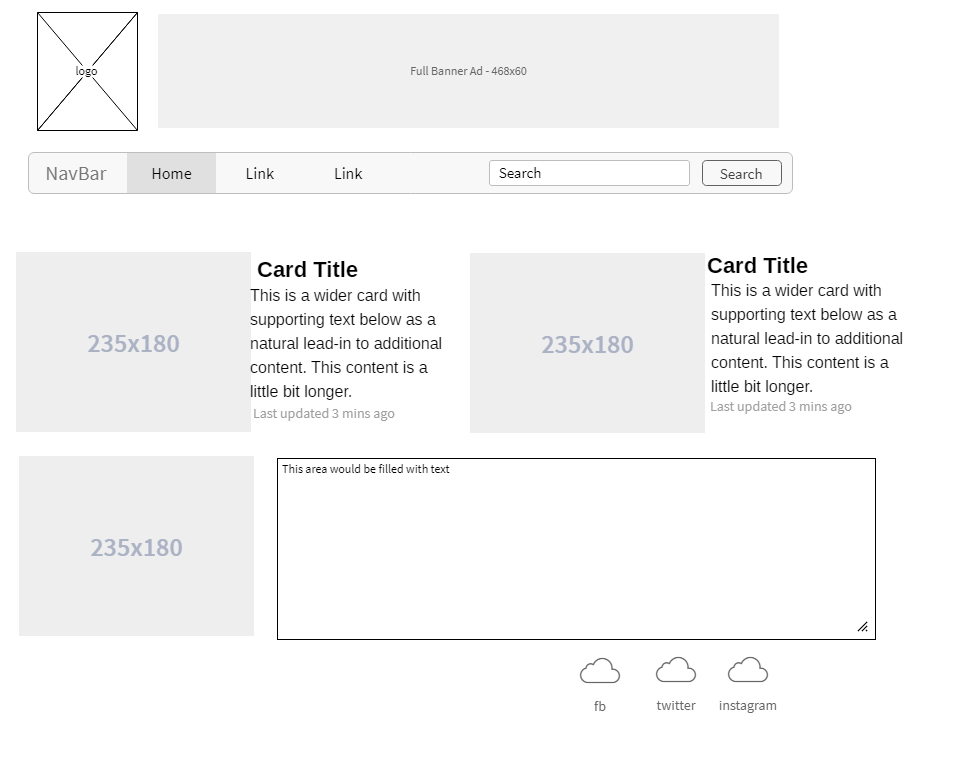 logo
Full Banner Ad - 468x60
NavBar
Home
Link
Link
Search
Search
235x180
Card Title
This is a wider card with
supporting text below as a
natural lead-in to additional
content. This content is a
little bit longer.
Last updated 3 mins ago
235x180
Card Title
This is a wider card with
supporting text below as a
natural lead-in to additional
content. This content is a
little bit longer.
Last updated 3 mins ago
235x180
This area would be filled with text
fb
twitter
instagram